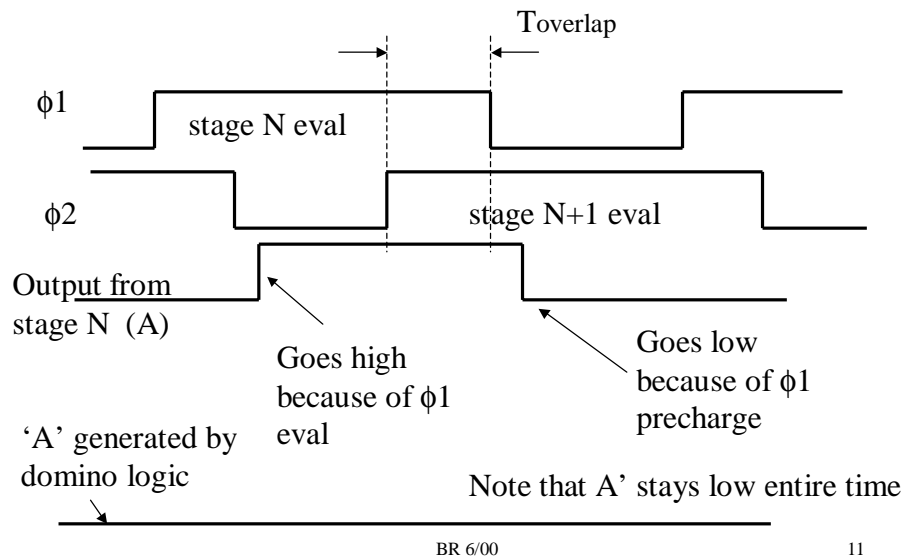 Toverlap
ϕ1
stage N eval
ϕ2
stage N+1 eval
Output from
stage N (A)
Goes high
because of ϕ1
eval
Goes low
because of ϕ1
precharge
‘A’ generated by
domino logic
Note that A’ stays low entire time
BR 6/00
11